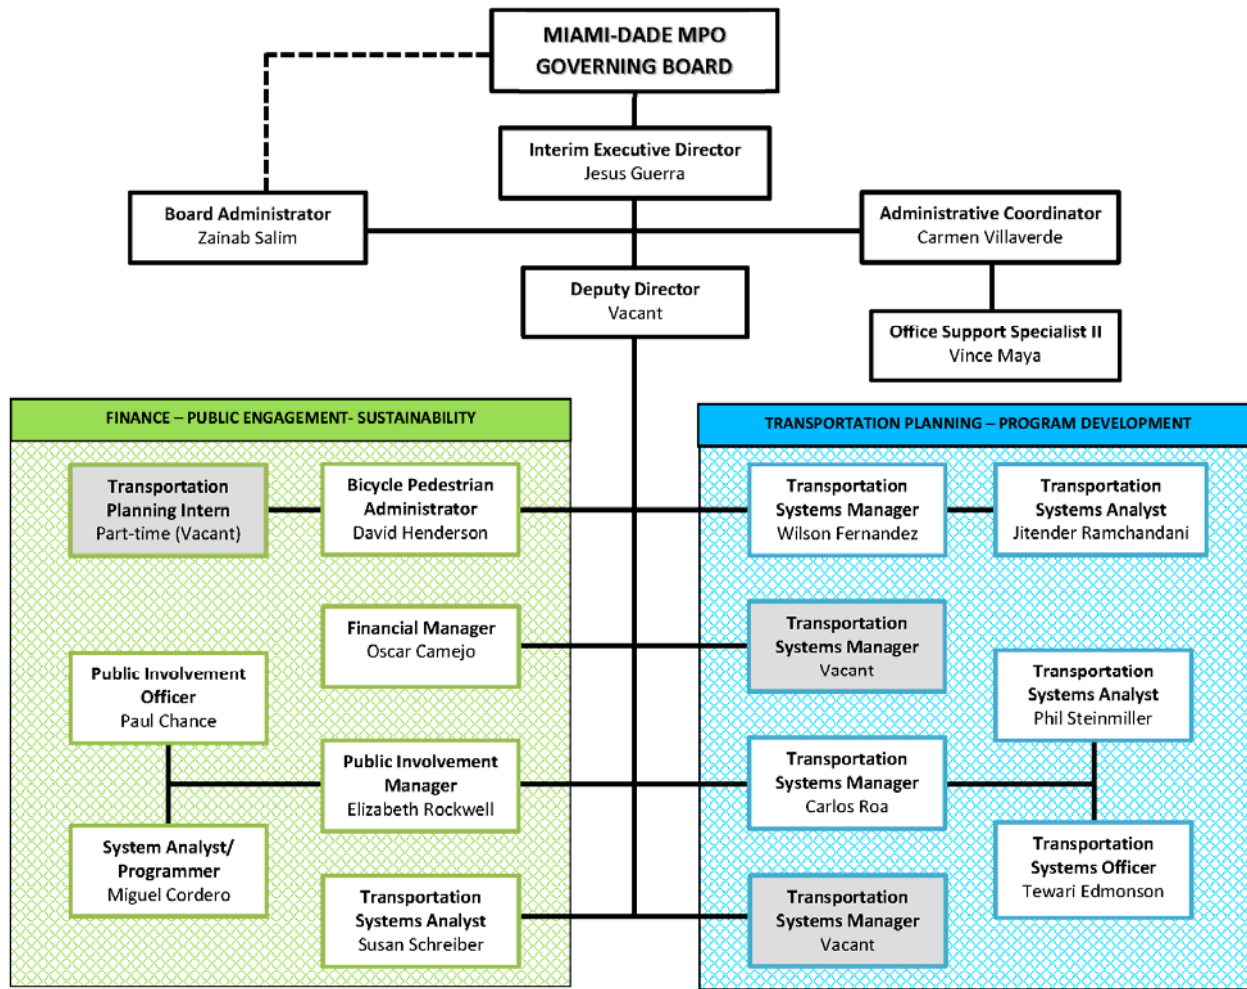 MIAMI-DADE MPO
GOVERNING BOARD
Interim Executive Director
Jesus Guerra
Board Administrator
Zainab Salim
Administrative Coordinator
Carmen Villaverde
Deputy Director
Vacant
Office Support Specialist II
Vince Maya
FINANCE – PUBLIC ENGAGEMENT- SUSTAINABILITY
Transportation
Planning Intern
Part-time (Vacant)
Bicycle Pedestrian
Administrator
David Henderson
Financial Manager
Oscar Camejo
Public Involvement
Officer
Paul Chance
Public Involvement
Manager
Elizabeth Rockwell
System Analyst/
Programmer
Miguel Cordero
Transportation
Systems Analyst
Susan Schreiber
TRANSPORTATION PLANNING – PROGRAM DEVELOPMENT
Transportation
Systems Manager
Wilson Fernandez
Transportation
Systems Analyst
Jitender Ramchandani
Transportation
Systems Manager
Vacant
Transportation
Systems Analyst
Phil Steinmiller
Transportation
Systems Manager
Carlos Roa
Transportation
Systems Officer
Tewari Edmonson
Transportation
Systems Manager
Vacant